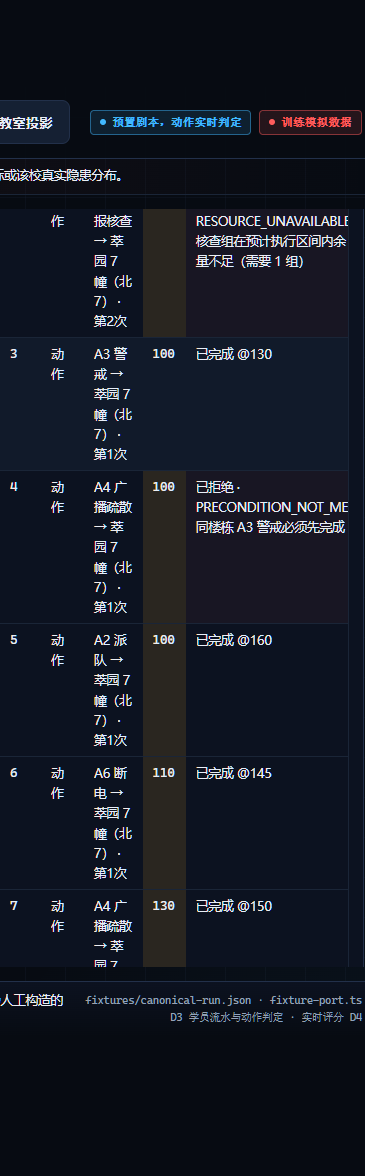 教室投影
预置剧本，动作实时判定
训练模拟数据
或该校真实隐患分布。
作
报核查
→ 萃
园 7
幢（北
7）·
第2次
RESOURCE_UNAVAILABLE
核查组在预计执行区间内余
量不足（需要 1 组）
3
动
作
A3 警
戒 →
萃园 7
幢（北
7）·
第1次
100
已完成 @130
4
动
作
A4 广
播疏散
→ 萃
园 7
幢（北
7）·
第1次
100
已拒绝 ·
PRECONDITION_NOT_ME
同楼栋 A3 警戒必须先完成
5
动
作
A2 派
队 →
萃园 7
幢（北
7）·
第1次
100
已完成 @160
6
动
作
A6 断
电 →
萃园 7
幢（北
7）·
第1次
110
已完成 @145
7
动
作
A4 广
播疏散
→ 萃
园 7
130
已完成 @150
人工构造的
fixtures/canonical-run.json · fixture-port.ts
D3 学员流水与动作判定 · 实时评分 D4